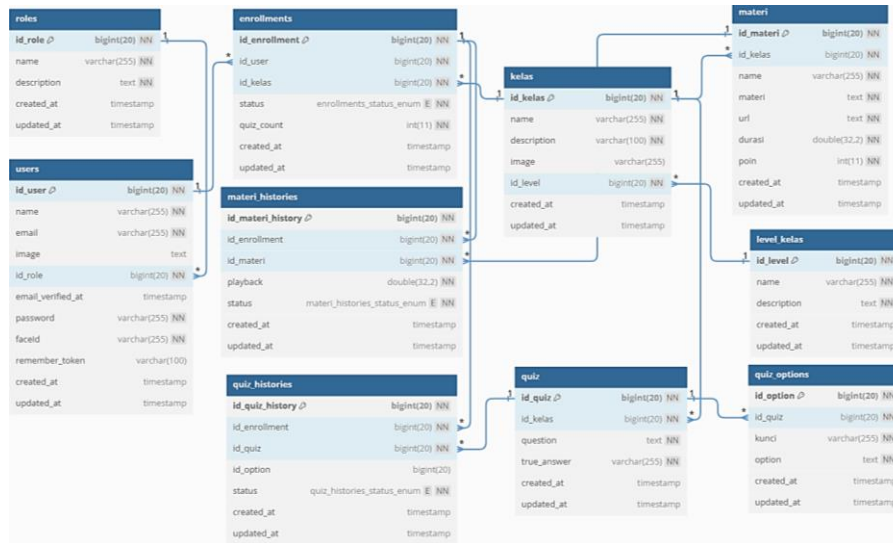 roles
id_role bigint(20) NN
name varchar(255) NN
description text NN
created_at timestamp
updated_at timestamp
users
id_user bigint(20) NN
name varchar(255) NN
email varchar(255) NN
image text
id_role bigint(20) NN
email_verified_at timestamp
password varchar(255) NN
faceId varchar(255) NN
remember_token varchar(100)
created_at timestamp
updated_at timestamp
enrollments
id_enrollment bigint(20) NN
id_user bigint(20) NN
id_kelas bigint(20) NN
status enrollments_status_enum E NN
quiz_count int(11) NN
created_at timestamp
updated_at timestamp
materi_histories
id_materi_history bigint(20) NN
id_enrollment bigint(20) NN
id_materi bigint(20) NN
playback double(32,2) NN
status materi_histories_status_enum E NN
created_at timestamp
updated_at timestamp
quiz_histories
id_quiz_history bigint(20) NN
id_enrollment bigint(20) NN
id_quiz bigint(20) NN
id_option bigint(20)
status quiz_histories_status_enum E NN
created_at timestamp
updated_at timestamp
kelas
id_kelas bigint(20) NN
name varchar(255) NN
description varchar(100) NN
image varchar(255)
id_level bigint(20) NN
created_at timestamp
updated_at timestamp
quiz
id_quiz bigint(20) NN
id_kelas bigint(20) NN
question text NN
true_answer varchar(255) NN
created_at timestamp
updated_at timestamp
materi
id_materi bigint(20) NN
id_kelas bigint(20) NN
name varchar(255) NN
materi text NN
url text NN
durasi double(32,2) NN
poin int(11) NN
created_at timestamp
updated_at timestamp
level_kelas
id_level bigint(20) NN
name varchar(255) NN
description text NN
created_at timestamp
updated_at timestamp
quiz_options
id_option bigint(20) NN
id_quiz bigint(20) NN
kunci varchar(255) NN
option text NN
created_at timestamp
updated_at timestamp